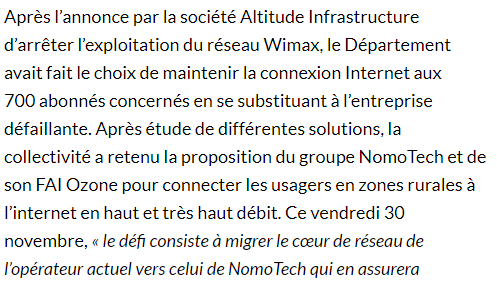 Après l’annonce par la société Altitude Infrastructure
d’arrêter l’exploitation du réseau Wimax, le Département
avait fait le choix de maintenir la connexion Internet aux
700 abonnés concernés en se substituant à l’entreprise
défaillante. Après étude de différentes solutions, la
collectivité a retenu la proposition du groupe NomoTech et de
son FAI Ozone pour connecter les usagers en zones rurales à
l’internet en haut et très haut débit. Ce vendredi 30
novembre, « le défi consiste à migrer le cœur de réseau de
l’opérateur actuel vers celui de NomoTech qui en assurera